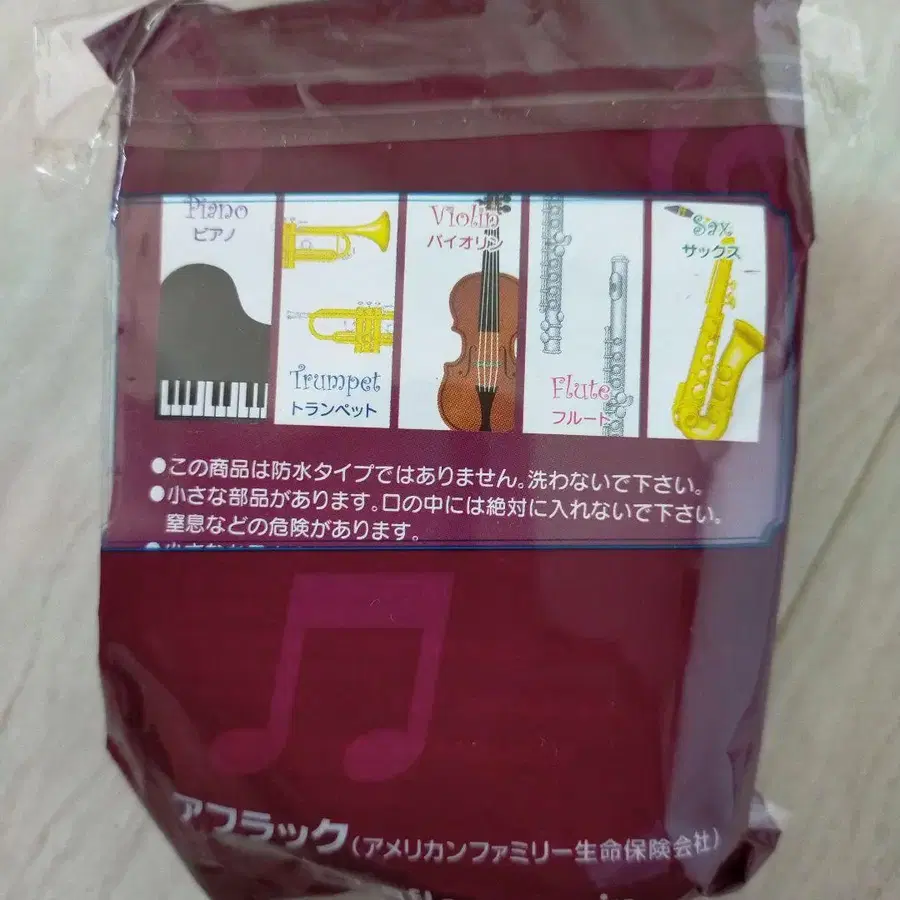 Piano
ピアノ
Trumpet
トランペット
Violin
バイオリン
Flute
フルート
Sax
サックス
●この商品は防水タイプではありません。洗わないで下さい。
●小さな部品があります。口の中には絶対に入れないで下さい。
窒息などの危険があります。
アフラック(アメリカンファミリー生命保険会社)